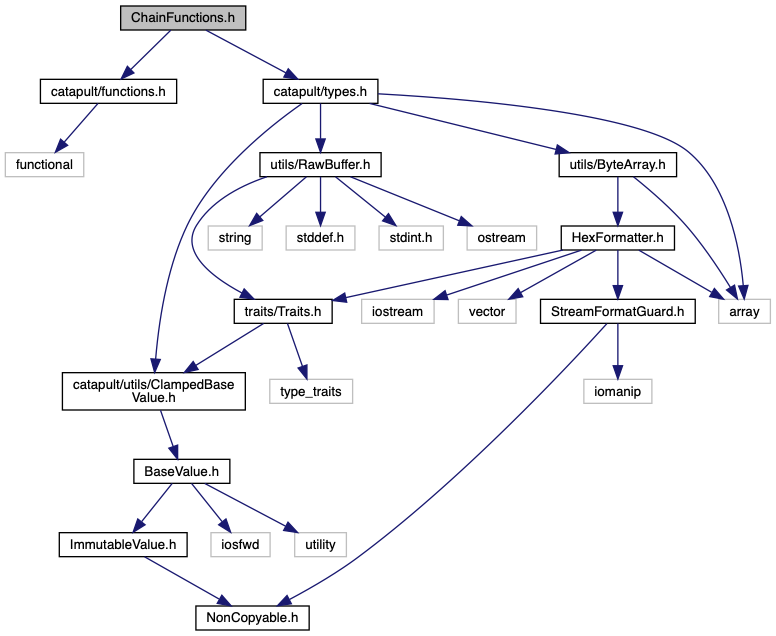 ChainFunctions.h
catapult/functions.h
catapult/types.h
functional
utils/RawBuffer.h
utils/ByteArray.h
string
stddef.h
stdint.h
ostream
HexFormatter.h
traits/Traits.h
iostream
vector
StreamFormatGuard.h
array
catapult/utils/ClampedBase
Value.h
type_traits
iomanip
BaseValue.h
ImmutableValue.h
iosfwd
utility
NonCopyable.h